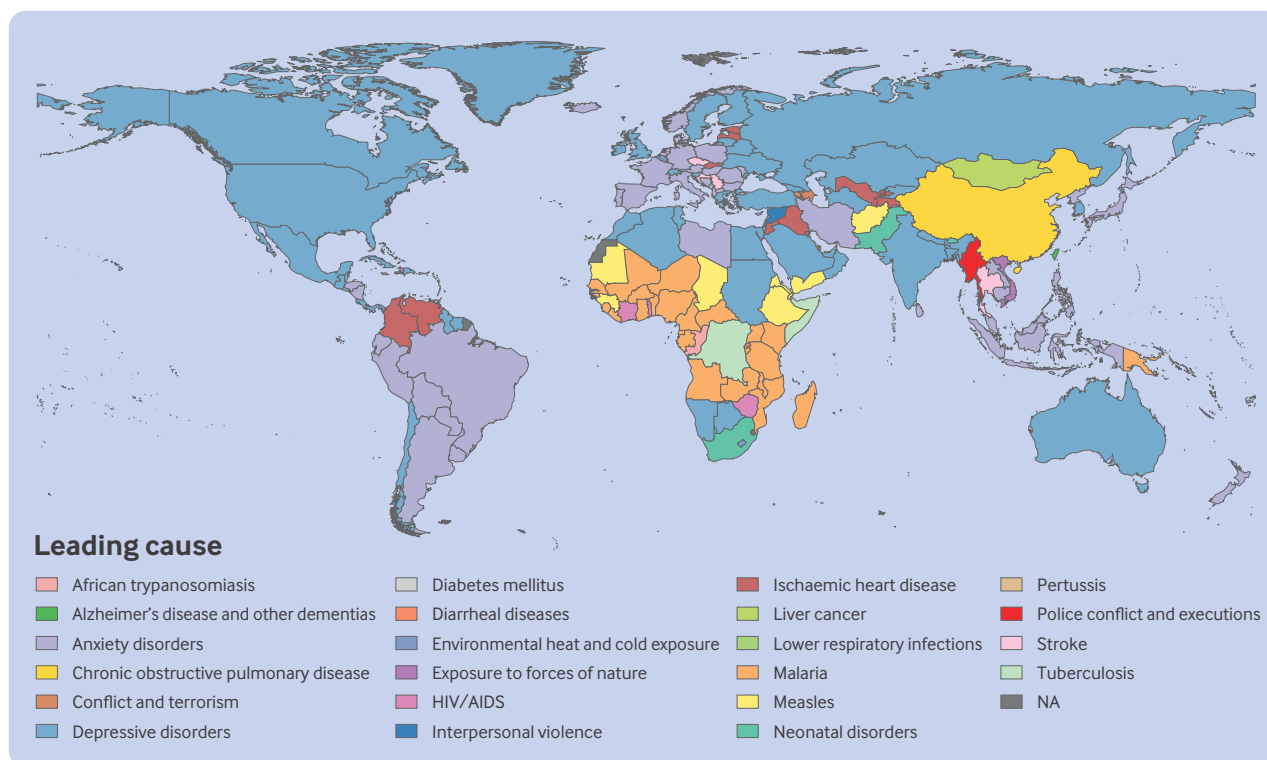 Leading cause
African trypanosomiasis
Alzheimer's disease and other dementias
Anxiety disorders
Chronic obstructive pulmonary disease
Conflict and terrorism
Depressive disorders
Diabetes mellitus
Diarrheal diseases
Environmental heat and cold exposure
Exposure to forces of nature
HIV/AIDS
Interpersonal violence
Ischaemic heart disease
Liver cancer
Lower respiratory infections
Malaria
Measles
Neonatal disorders
Pertussis
Police conflict and executions
Stroke
Tuberculosis
NA